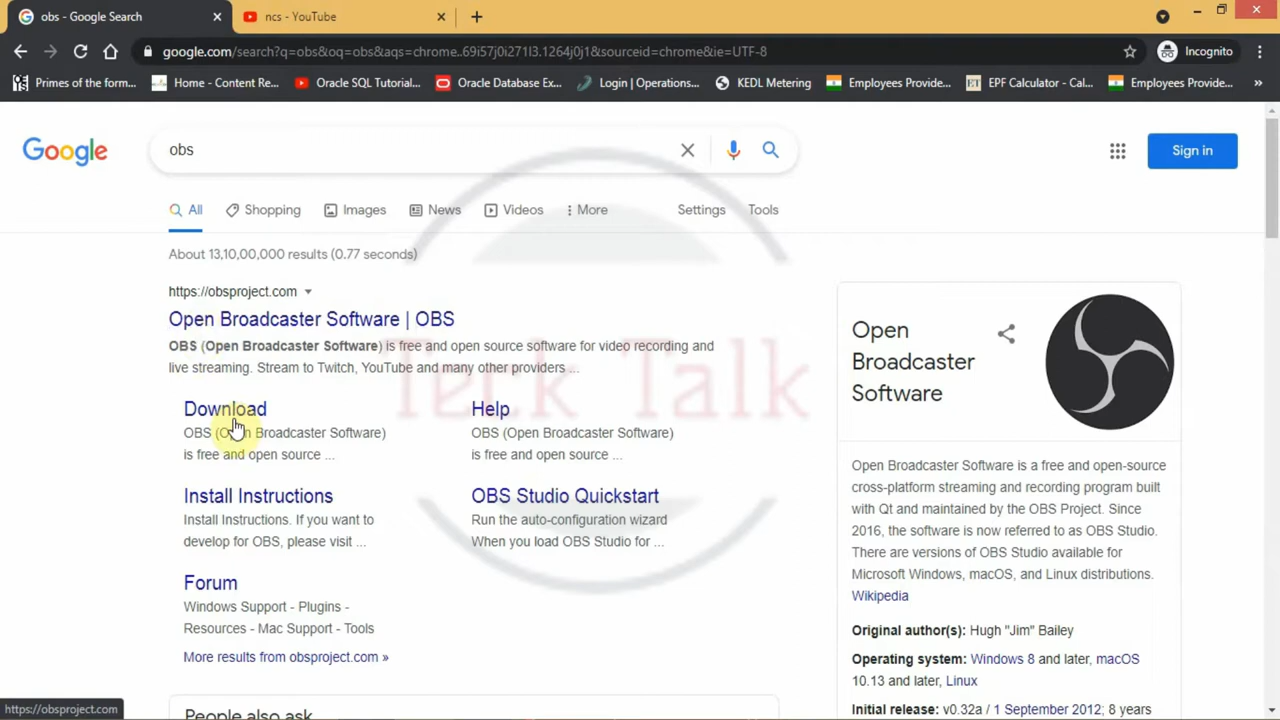 obs - Google Search
ncs - YouTube
google.com/search?q=obs&oq=obs&aqs=chrome..69i57j0i271l3.1264j0j1&sourceid=chrome&ie=UTF-8
Incognito
Primes of the form...
Home - Content Re...
Oracle SQL Tutorial...
Oracle Database Ex...
Login | Operations...
KEDL Metering
Employees Provide...
EPF Calculator - Cal...
Employees Provide...
»
Google
obs
Sign in
All
Shopping
Images
News
Videos
More
Settings
Tools
About 13,10,00,000 results (0.77 seconds)
https://obsproject.com
Open Broadcaster Software | OBS
OBS (Open Broadcaster Software) is free and open source software for video recording and
live streaming. Stream to Twitch, YouTube and many other providers ...
Download
OBS (Open Broadcaster Software)
is free and open source ...
Help
OBS (Open Broadcaster Software)
is free and open source ...
Install Instructions
Install Instructions. If you want to
develop for OBS, please visit ...
OBS Studio Quickstart
Run the auto-configuration wizard
When you load OBS Studio for ...
Forum
Windows Support - Plugins -
Resources - Mac Support - Tools
More results from obsproject.com »
People also ask
Teck Talk
Open
Broadcaster
Software
Open Broadcaster Software is a free and open-source
cross-platform streaming and recording program built
with Qt and maintained by the OBS Project. Since
2016, the software is now referred to as OBS Studio.
There are versions of OBS Studio available for
Microsoft Windows, macOS, and Linux distributions.
Wikipedia
Original author(s): Hugh "Jim" Bailey
Operating system: Windows 8 and later, macOS
10.13 and later, Linux
Initial release: v0.32a / 1 September 2012; 8 years
https://obsproject.com